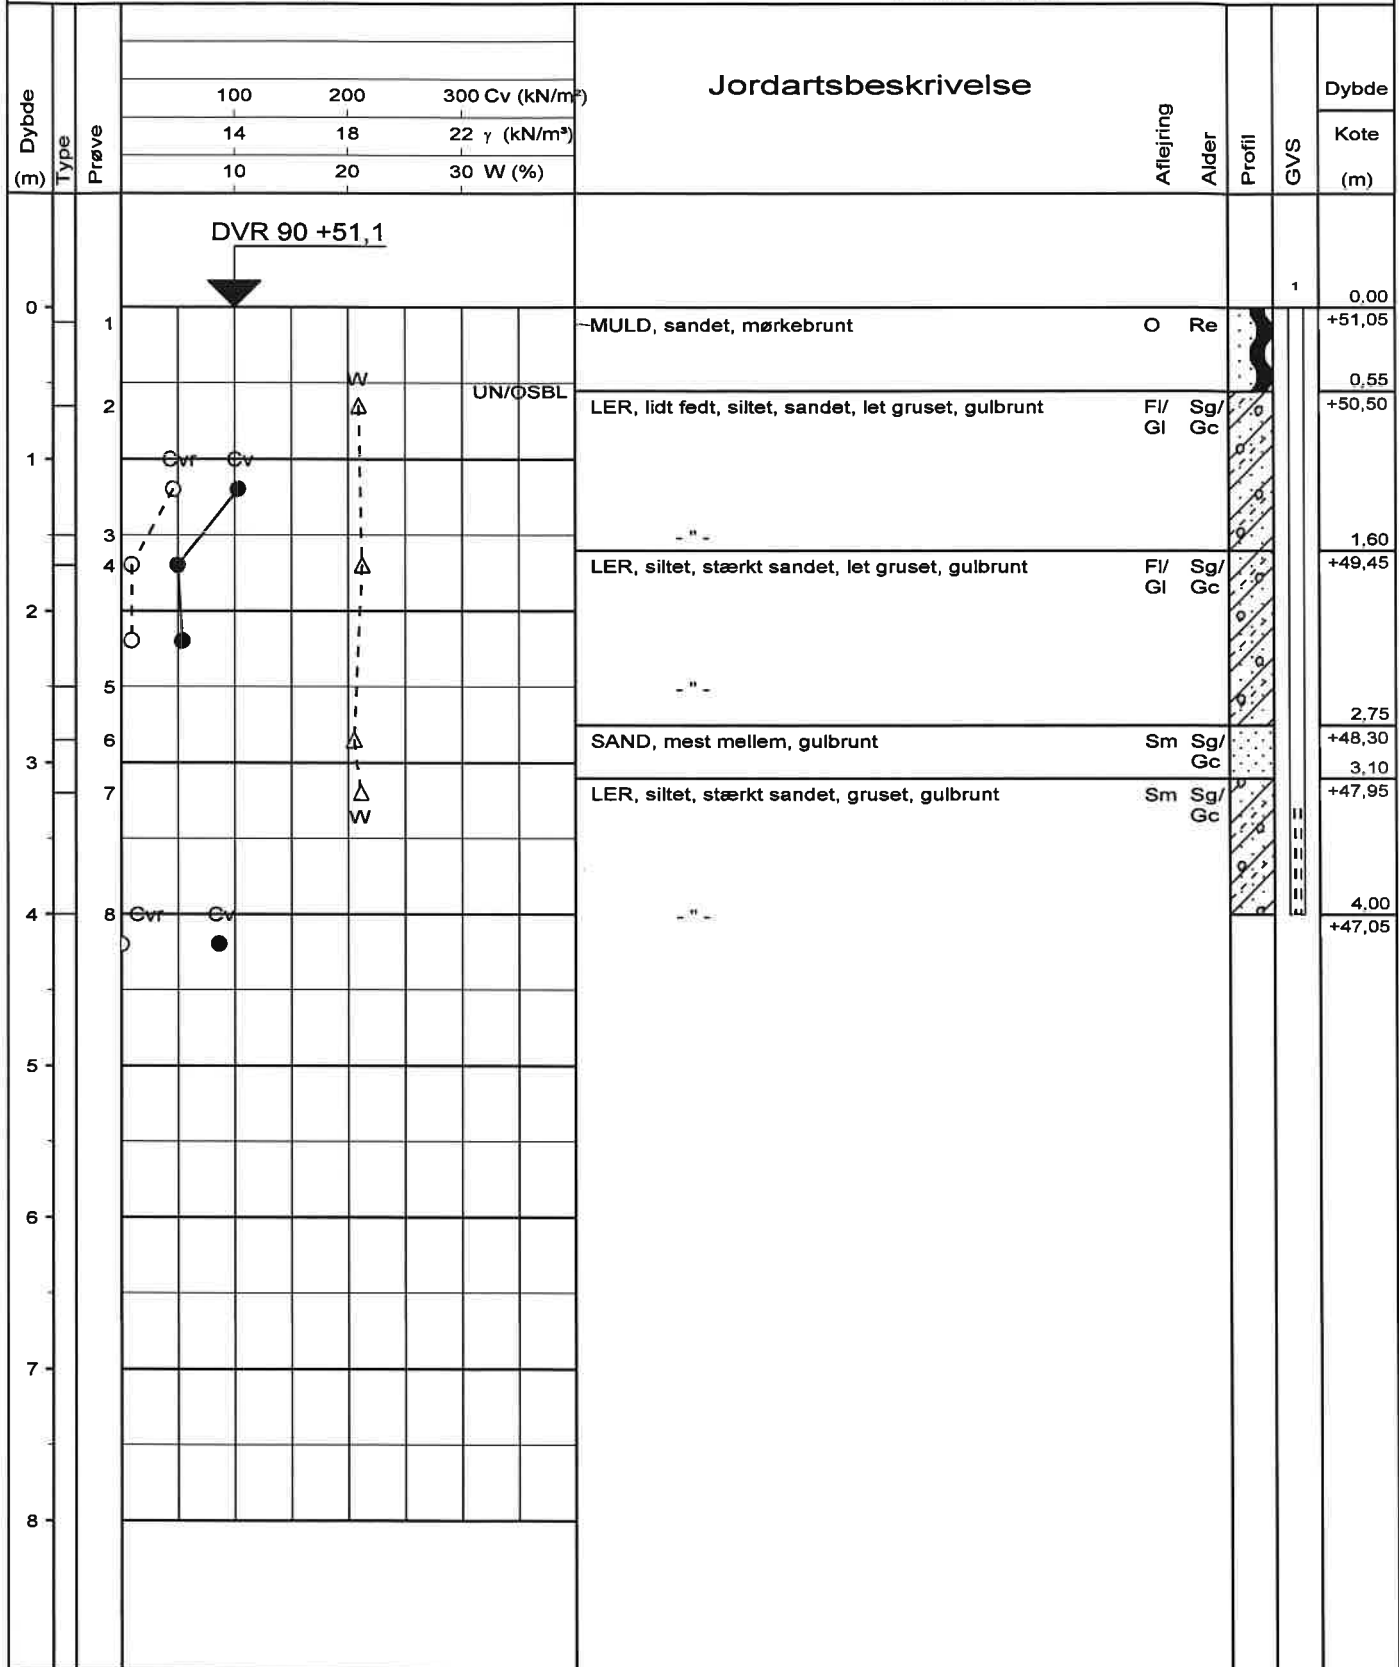 Dybde
(m)
Type
Prøve
100 200 300 Cv (kN/m²)
14 18 22 γ (kN/m³)
10 20 30 W (%)
Jordartsbeskrivelse
Aflejring
Alder
Profil
GVS
Dybde
Kote
(m)
DVR 90 +51,1
1
0,00
0
1 MULD, sandet, mørkebrunt O Re +51,05
W
UN/OSBL 0,55
2 LER, lidt fedt, siltet, sandet, let gruset, gulbrunt Fl/ Sg/ +50,50
Gl Gc
1 Cvr Cv
3 - " - 1,60
4 LER, siltet, stærkt sandet, let gruset, gulbrunt Fl/ Sg/ +49,45
Gl Gc
2
5 - " -
2,75
6 SAND, mest mellem, gulbrunt Sm Sg/ +48,30
Gc
3 3,10
7 LER, siltet, stærkt sandet, gruset, gulbrunt Sm Sg/ +47,95
W Gc
4 8 Cvr Cv - " - 4,00
+47,05
5
6
7
8